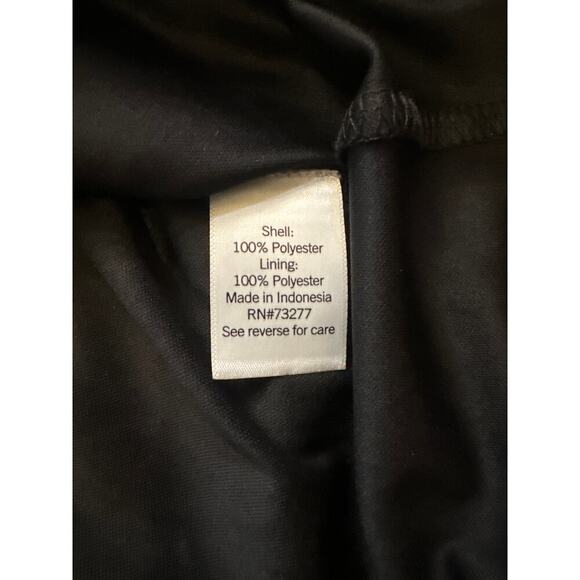 Shell:
100% Polyester
Lining:
100% Polyester
Made in Indonesia
RN#73277
See reverse for care